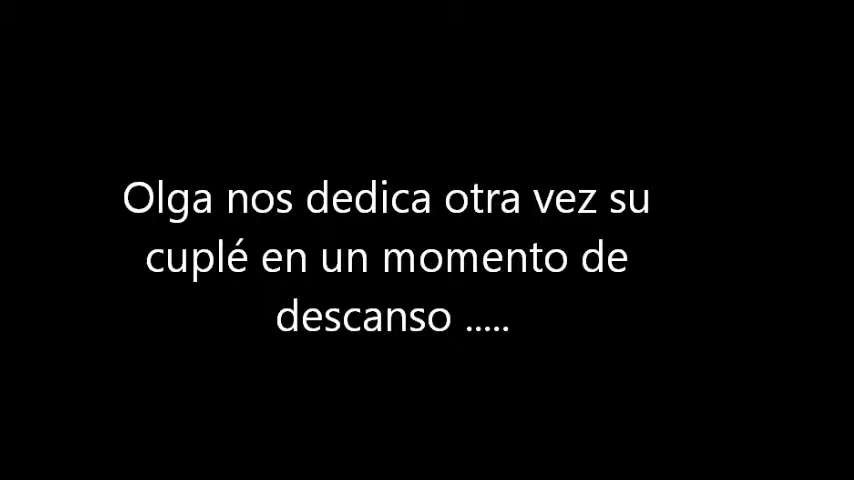 Olga nos dedica otra vez su
cuplé en un momento de
descanso .....